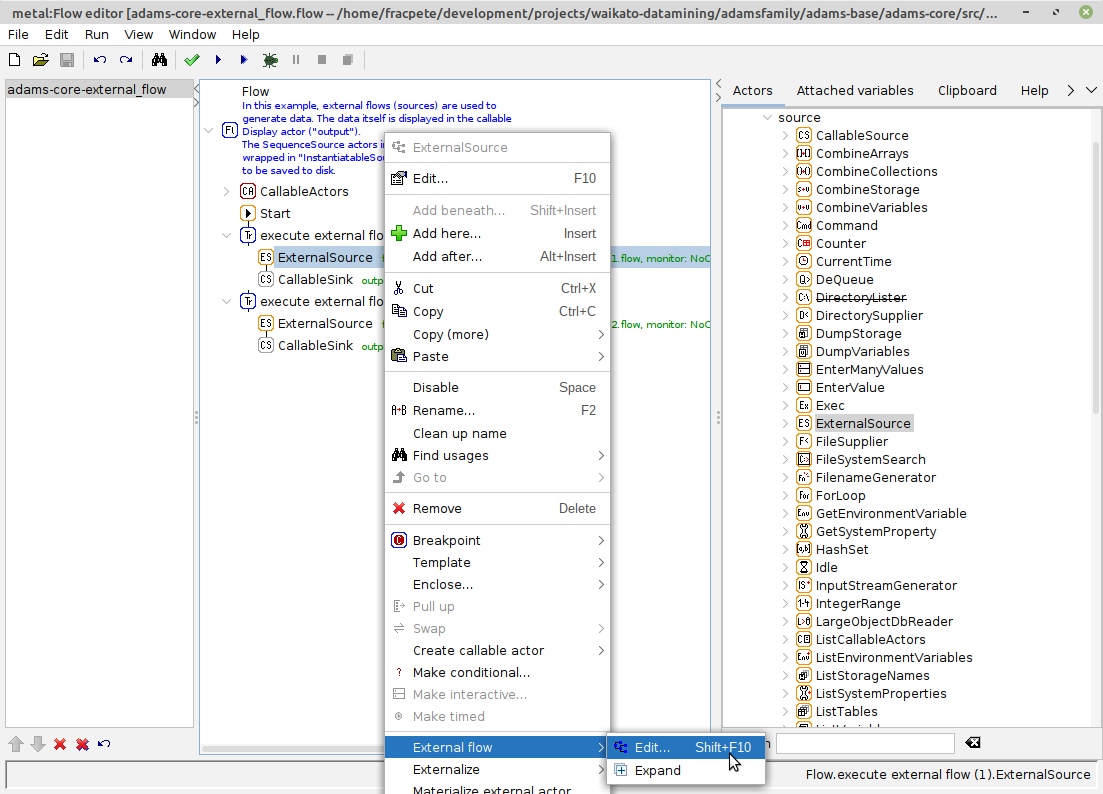 metal:Flow editor [adams-core-external_flow.flow -- /home/fracpete/development/projects/waikato-datamining/adamsfamily/adams-base/adams-core/src/...
File Edit Run View Window Help
adams-core-external_flow
Flow
In this example, external flows (sources) are used to
generate data. The data itself is displayed in the callable
Display actor ("output").
The SequenceSource actors i
wrapped in "InstantiableSou
to be saved to disk.
CallableActors
Start
execute external flo
ExternalSource
1.flow, monitor: NoC
CallableSink outp
execute external flo
ExternalSource
2.flow, monitor: NoC
CallableSink outp
ExternalSource
Edit... F10
Add beneath... Shift+Insert
Add here... Insert
Add after... Alt+Insert
Cut Ctrl+X
Copy Ctrl+C
Copy (more)
Paste
Disable Space
Rename... F2
Clean up name
Find usages
Go to
Remove Delete
Breakpoint
Template
Enclose...
Pull up
Swap
Create callable actor
Make conditional...
Make interactive...
Make timed
External flow
Externalize
Materialize external actor
Edit... Shift+F10
Expand
Actors Attached variables Clipboard Help
source
CallableSource
CombineArrays
CombineCollections
CombineStorage
CombineVariables
Command
Counter
CurrentTime
DeQueue
DirectoryLister
DirectorySupplier
DumpStorage
DumpVariables
EnterManyValues
EnterValue
Exec
ExternalSource
FileSupplier
FileSystemSearch
FilenameGenerator
ForLoop
GetEnvironmentVariable
GetSystemProperty
HashSet
Idle
InputStreamGenerator
IntegerRange
LargeObjectDbReader
ListCallableActors
ListEnvironmentVariables
ListStorageNames
ListSystemProperties
ListTables
Flow.execute external flow (1).ExternalSource